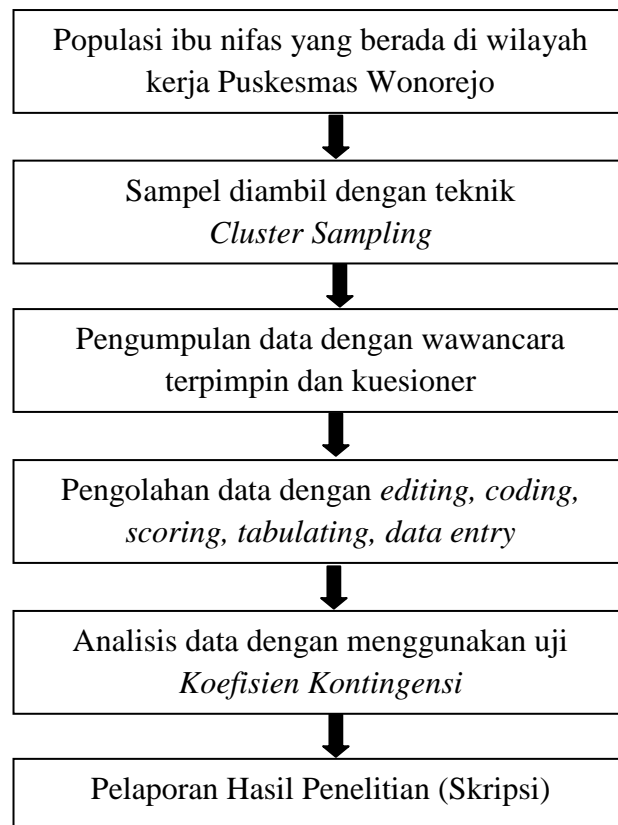 Populasi ibu nifas yang berada di wilayah
kerja Puskesmas Wonorejo
Sampel diambil dengan teknik
Cluster Sampling
Pengumpulan data dengan wawancara
terpimpin dan kuesioner
Pengolahan data dengan editing, coding,
scoring, tabulating, data entry
Analisis data dengan menggunakan uji
Koefisien Kontingensi
Pelaporan Hasil Penelitian (Skripsi)